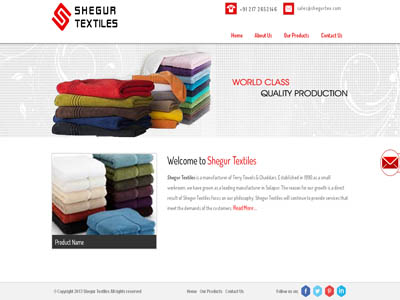 SHEGUR
TEXTILES
+91 217 2652146
sales@shegurtex.com
Home About Us Our Products Contact Us
WORLD CLASS
QUALITY PRODUCTION
Welcome to Shegur Textiles
Shegur Textiles is a manufacturer of Terry Towels & Chaddars. Established in 1990 as a small
workroom, we have grown as a leading manufacturer in Solapur. The reason for our growth is a direct
result of Shegur Textiles focus on our philosophy. Shegur Textiles will continue to provide services that
meet the demands of the customers. Read More...
Product Name
© Copyright 2013 Shegur Textiles All rights reserved
Home Our Products Contact Us
Follow us on: